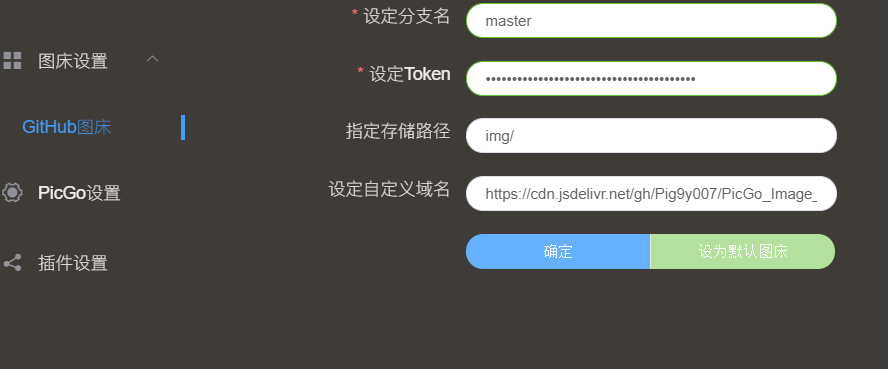 * 设定分支名
master
图床设置
* 设定Token
••••••••••••••••••••••••••••••••••••••••
GitHub图床
指定存储路径
img/
PicGo设置
设定自定义域名
https://cdn.jsdelivr.net/gh/Pig9y007/PicGo_Image_
确定
设为默认图床
插件设置